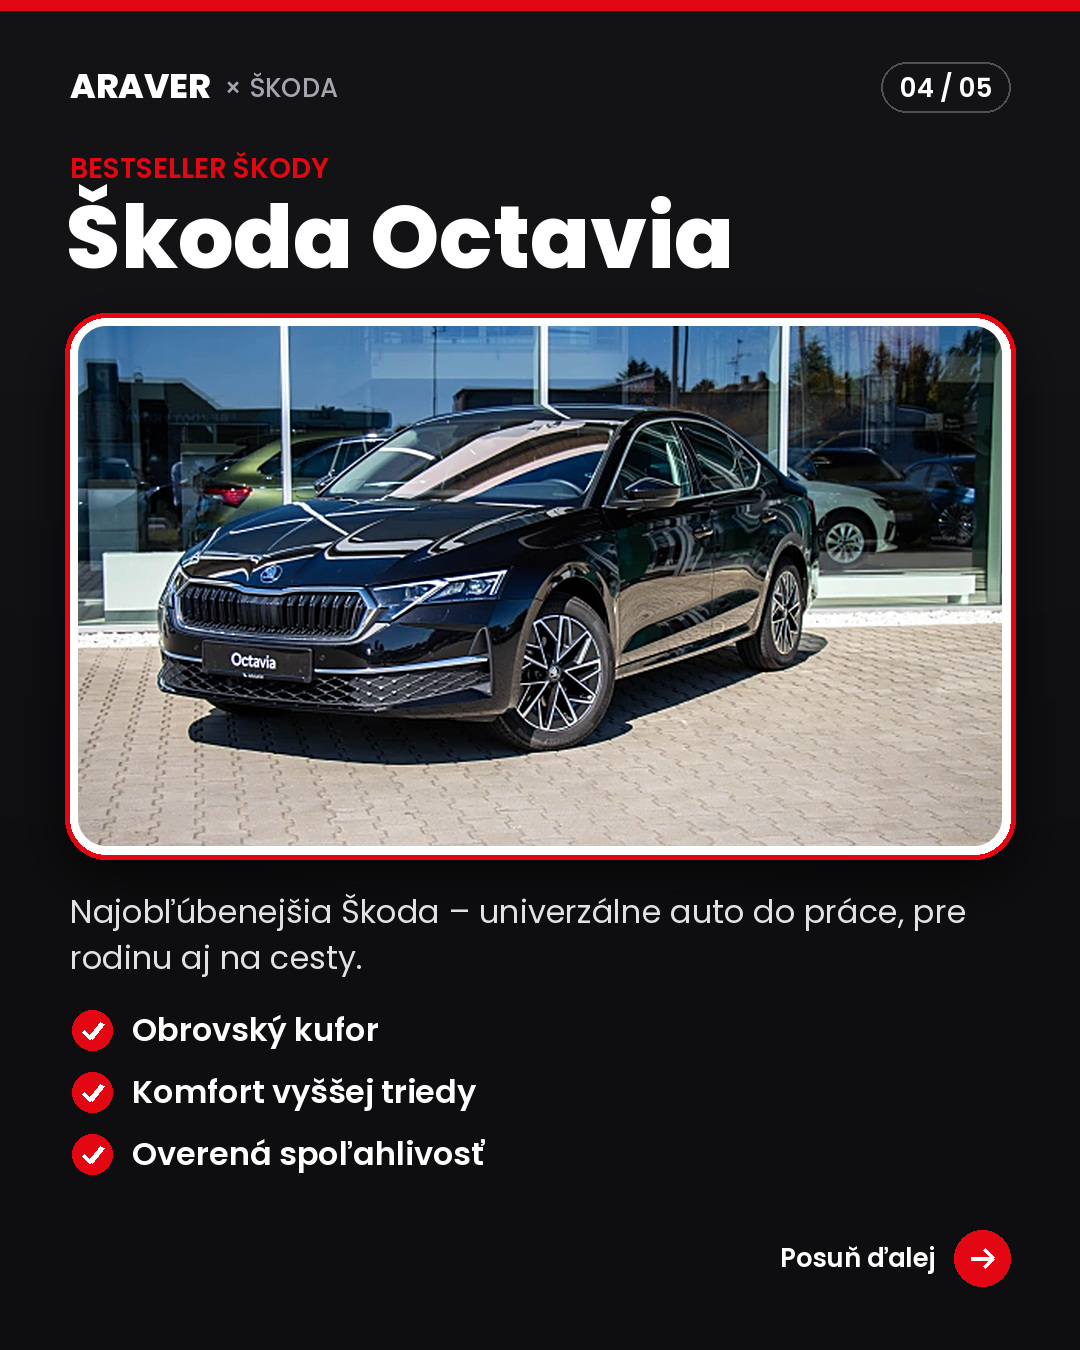 ARAVER × ŠKODA
04 / 05
BESTSELLER ŠKODY
Škoda Octavia
Octavia
Najobľúbenejšia Škoda – univerzálne auto do práce, pre
rodinu aj na cesty.
Obrovský kufor
Komfort vyššej triedy
Overená spoľahlivosť
Posuň ďalej